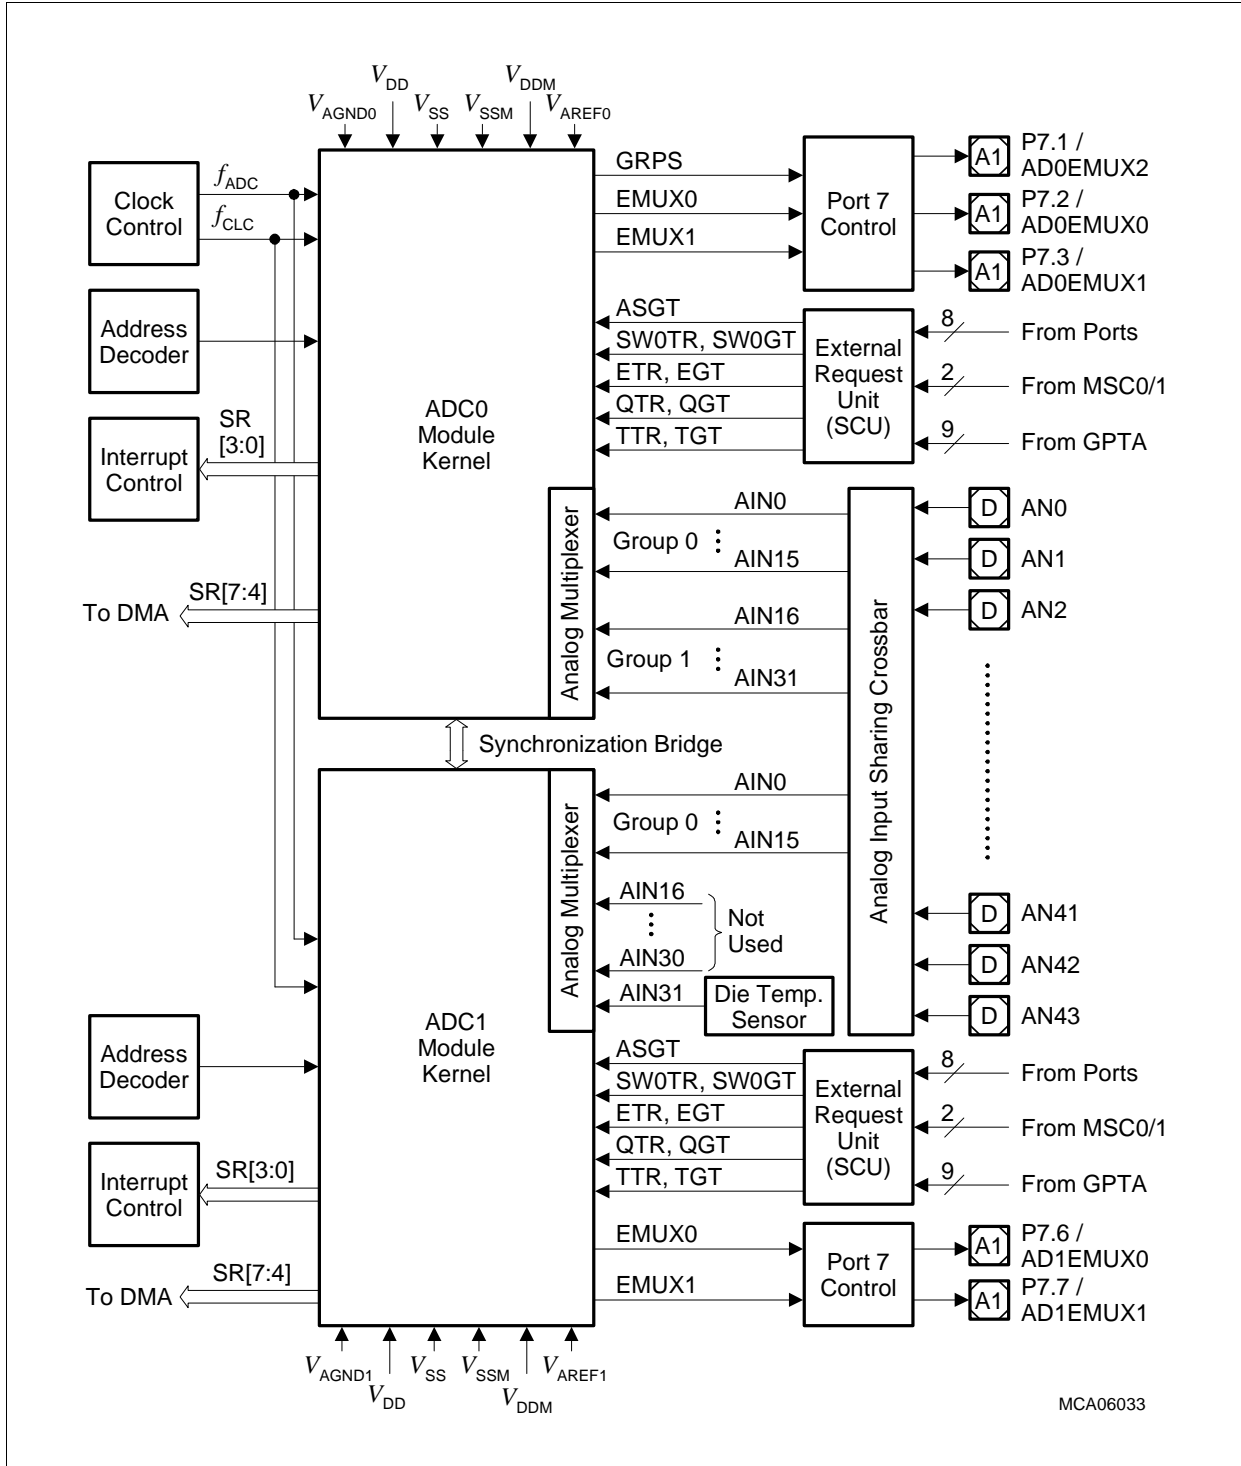 VDD
VDDM
VAGND0
VSS
VSSM
VAREF0
Clock
Control
fADC
fCLC
GRPS
EMUX0
EMUX1
Port 7
Control
A1
P7.1 /
AD0EMUX2
A1
P7.2 /
AD0EMUX0
A1
P7.3 /
AD0EMUX1
Address
Decoder
ASGT
SW0TR, SW0GT
ETR, EGT
QTR, QGT
TTR, TGT
External
Request
Unit
(SCU)
8
From Ports
2
From MSC0/1
9
From GPTA
ADC0
Module
Kernel
SR
[3:0]
Interrupt
Control
SR[7:4]
To DMA
Analog Multiplexer
AIN0
Group 0
AIN15
AIN16
Group 1
AIN31
Analog Input Sharing Crossbar
D
AN0
D
AN1
D
AN2
Synchronization Bridge
Analog Multiplexer
AIN0
Group 0
AIN15
AIN16
Not
Used
AIN30
AIN31
Die Temp.
Sensor
D
AN41
D
AN42
D
AN43
ADC1
Module
Kernel
Address
Decoder
ASGT
SW0TR, SW0GT
ETR, EGT
QTR, QGT
TTR, TGT
External
Request
Unit
(SCU)
8
From Ports
2
From MSC0/1
9
From GPTA
Interrupt
Control
SR[3:0]
SR[7:4]
To DMA
EMUX0
EMUX1
Port 7
Control
A1
P7.6 /
AD1EMUX0
A1
P7.7 /
AD1EMUX1
VAGND1
VSS
VSSM
VAREF1
VDD
VDDM
MCA06033